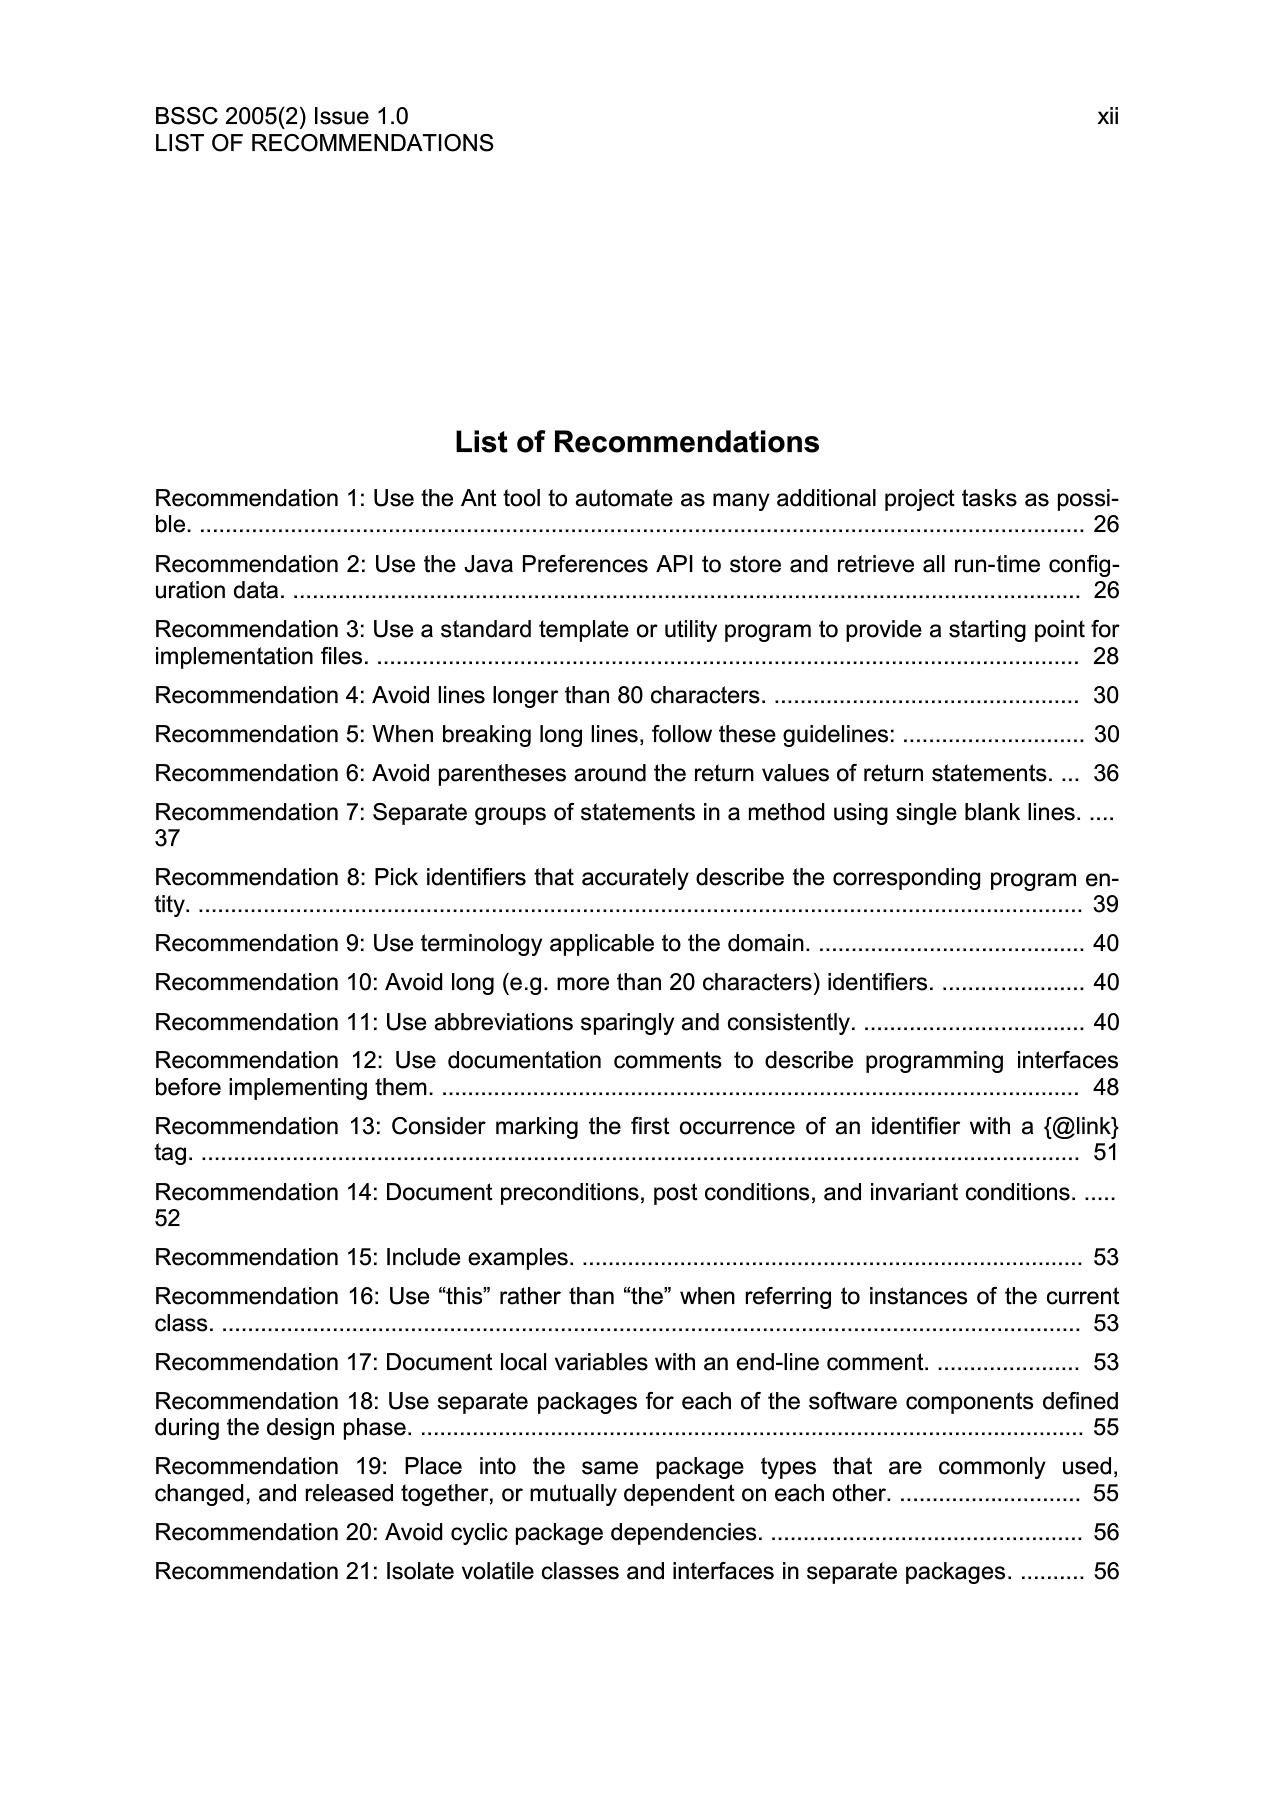 BSSC 2005(2) Issue 1.0 xii
LIST OF RECOMMENDATIONS
List of Recommendations
Recommendation 1: Use the Ant tool to automate as many additional project tasks as possi-
ble. ........................................................................................................................................ 26
Recommendation 2: Use the Java Preferences API to store and retrieve all run-time config-
uration data. ......................................................................................................................... 26
Recommendation 3: Use a standard template or utility program to provide a starting point for
implementation files. ............................................................................................................ 28
Recommendation 4: Avoid lines longer than 80 characters. ............................................... 30
Recommendation 5: When breaking long lines, follow these guidelines: ............................ 30
Recommendation 6: Avoid parentheses around the return values of return statements. ... 36
Recommendation 7: Separate groups of statements in a method using single blank lines. ....
37
Recommendation 8: Pick identifiers that accurately describe the corresponding program en-
tity. ........................................................................................................................................ 39
Recommendation 9: Use terminology applicable to the domain. ......................................... 40
Recommendation 10: Avoid long (e.g. more than 20 characters) identifiers. ...................... 40
Recommendation 11: Use abbreviations sparingly and consistently. .................................. 40
Recommendation 12: Use documentation comments to describe programming interfaces
before implementing them. .................................................................................................. 48
Recommendation 13: Consider marking the first occurrence of an identifier with a {@link}
tag. ....................................................................................................................................... 51
Recommendation 14: Document preconditions, post conditions, and invariant conditions. .....
52
Recommendation 15: Include examples. ............................................................................. 53
Recommendation 16: Use “this” rather than “the” when referring to instances of the current
class. .................................................................................................................................... 53
Recommendation 17: Document local variables with an end-line comment. ...................... 53
Recommendation 18: Use separate packages for each of the software components defined
during the design phase. ...................................................................................................... 55
Recommendation 19: Place into the same package types that are commonly used,
changed, and released together, or mutually dependent on each other. ............................ 55
Recommendation 20: Avoid cyclic package dependencies. ................................................ 56
Recommendation 21: Isolate volatile classes and interfaces in separate packages. .......... 56